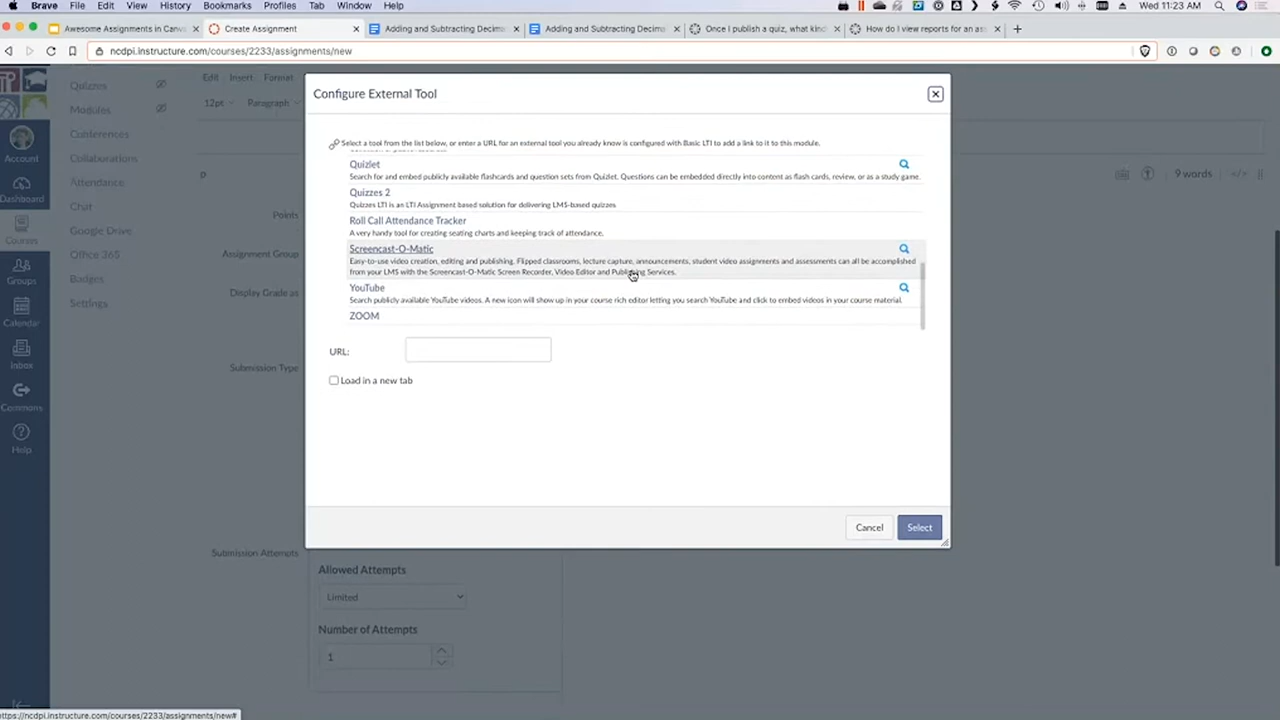 Brave File Edit View History Bookmarks Profiles Tab Window Help Wed 11:23 AM
Awesome Assignments in Canv Create Assignment Adding and Subtracting Decim Adding and Subtracting Decim Once I publish a quiz, what kin How do I view reports for an as
ncdpi.instructure.com/courses/2233/assignments/new
Edit Insert Format
Quizzes
12pt Paragraph
Modules
Conferences
Collaborations
Attendance
Chat
Google Drive
Office 365
Badges
Settings
Account
Dashboard
Courses
Groups
Calendar
Inbox
Commons
Help
p
9 words
</>
Points
Assignment Group
Display Grade as
Submission Type
Submission Attempts
Configure External Tool
Select a tool from the list below, or enter a URL for an external tool you already know is configured with Basic LTI to add a link to it to this module.
Quizlet
Search for and embed publicly available flashcards and question sets from Quizlet. Questions can be embedded directly into content as flash cards, review, or as a study game.
Quizzes 2
Quizzes LTI is an LTI Assignment based solution for delivering LMS-based quizzes
Roll Call Attendance Tracker
A very handy tool for creating seating charts and keeping track of attendance.
Screencast-O-Matic
Easy-to-use video creation, editing and publishing. Flipped classrooms, lecture capture, announcements, student video assignments and assessments can all be accomplished
from your LMS with the Screencast-O-Matic Screen Recorder, Video Editor and Publishing Services.
YouTube
Search publicly available YouTube videos. A new icon will show up in your course rich editor letting you search YouTube and click to embed videos in your course material.
ZOOM
URL:
Load in a new tab
Cancel Select
Allowed Attempts
Limited
Number of Attempts
1
https://ncdpi.instructure.com/courses/2233/assignments/new#